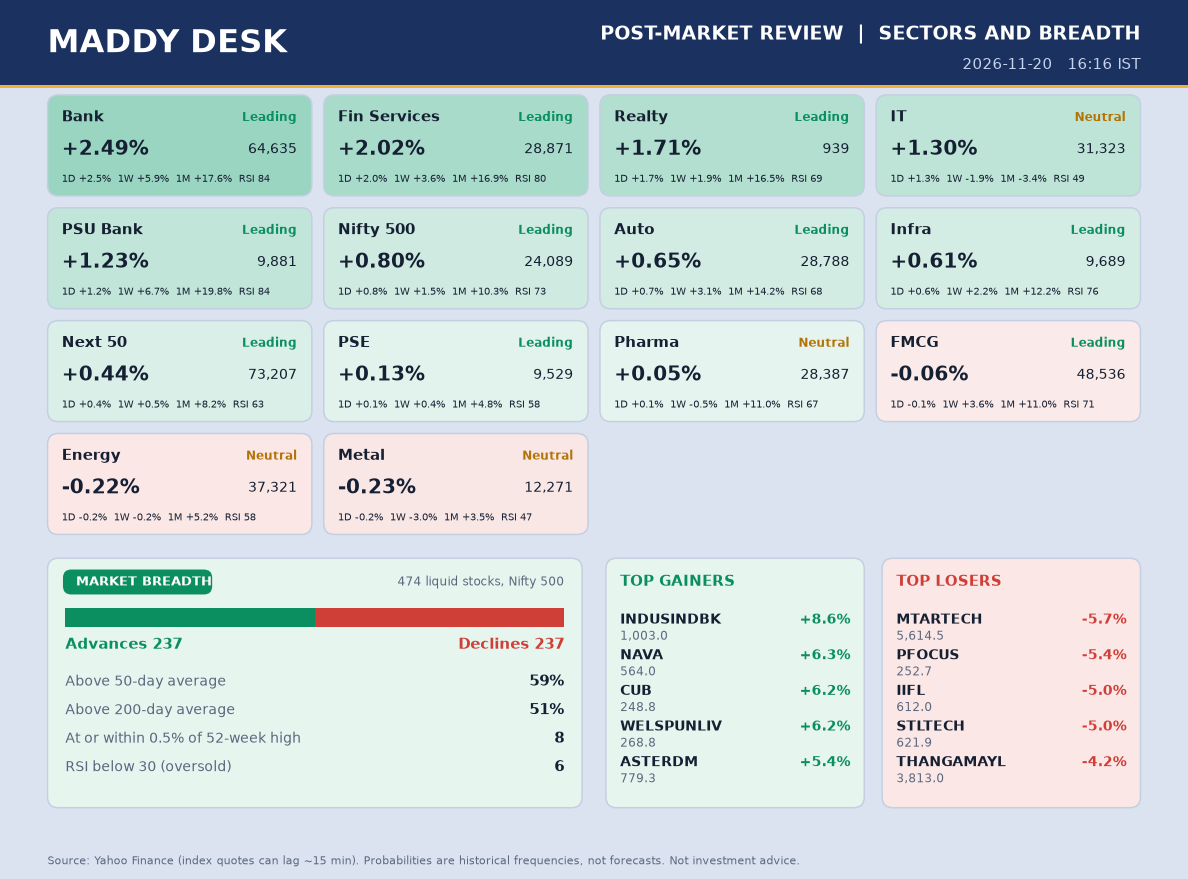 MADDY DESK
POST-MARKET REVIEW | SECTORS AND BREADTH
2026-11-20 16:16 IST
Bank Leading
+2.49% 64,635
1D +2.5% 1W +5.9% 1M +17.6% RSI 84
Fin Services Leading
+2.02% 28,871
1D +2.0% 1W +3.6% 1M +16.9% RSI 80
Realty Leading
+1.71% 939
1D +1.7% 1W +1.9% 1M +16.5% RSI 69
IT Neutral
+1.30% 31,323
1D +1.3% 1W -1.9% 1M -3.4% RSI 49
PSU Bank Leading
+1.23% 9,881
1D +1.2% 1W +6.7% 1M +19.8% RSI 84
Nifty 500 Leading
+0.80% 24,089
1D +0.8% 1W +1.5% 1M +10.3% RSI 73
Auto Leading
+0.65% 28,788
1D +0.7% 1W +3.1% 1M +14.2% RSI 68
Infra Leading
+0.61% 9,689
1D +0.6% 1W +2.2% 1M +12.2% RSI 76
Next 50 Leading
+0.44% 73,207
1D +0.4% 1W +0.5% 1M +8.2% RSI 63
PSE Leading
+0.13% 9,529
1D +0.1% 1W +0.4% 1M +4.8% RSI 58
Pharma Neutral
+0.05% 28,387
1D +0.1% 1W -0.5% 1M +11.0% RSI 67
FMCG Leading
-0.06% 48,536
1D -0.1% 1W +3.6% 1M +11.0% RSI 71
Energy Neutral
-0.22% 37,321
1D -0.2% 1W -0.2% 1M +5.2% RSI 58
Metal Neutral
-0.23% 12,271
1D -0.2% 1W -3.0% 1M +3.5% RSI 47
MARKET BREADTH 474 liquid stocks, Nifty 500
Advances 237 Declines 237
Above 50-day average 59%
Above 200-day average 51%
At or within 0.5% of 52-week high 8
RSI below 30 (oversold) 6
TOP GAINERS
INDUSINDBK +8.6%
1,003.0
NAVA +6.3%
564.0
CUB +6.2%
248.8
WELSPUNLIV +6.2%
268.8
ASTERDM +5.4%
779.3
TOP LOSERS
MTARTECH -5.7%
5,614.5
PFOCUS -5.4%
252.7
IIFL -5.0%
612.0
STLTECH -5.0%
621.9
THANGAMAYL -4.2%
3,813.0
Source: Yahoo Finance (index quotes can lag ~15 min). Probabilities are historical frequencies, not forecasts. Not investment advice.